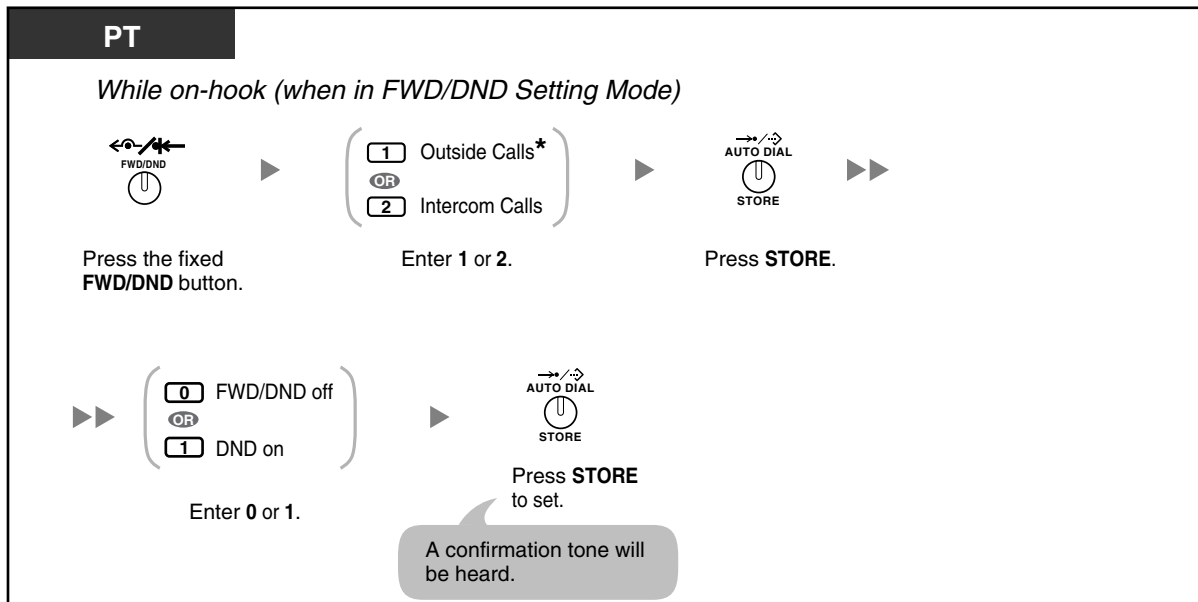 PT
While on-hook (when in FWD/DND Setting Mode)
FWD/DND
1 Outside Calls*
OR
2 Intercom Calls
AUTO DIAL
STORE
Press the fixed
FWD/DND button.
Enter 1 or 2.
Press STORE.
0 FWD/DND off
OR
1 DND on
AUTO DIAL
STORE
Enter 0 or 1.
Press STORE
to set.
A confirmation tone will
be heard.